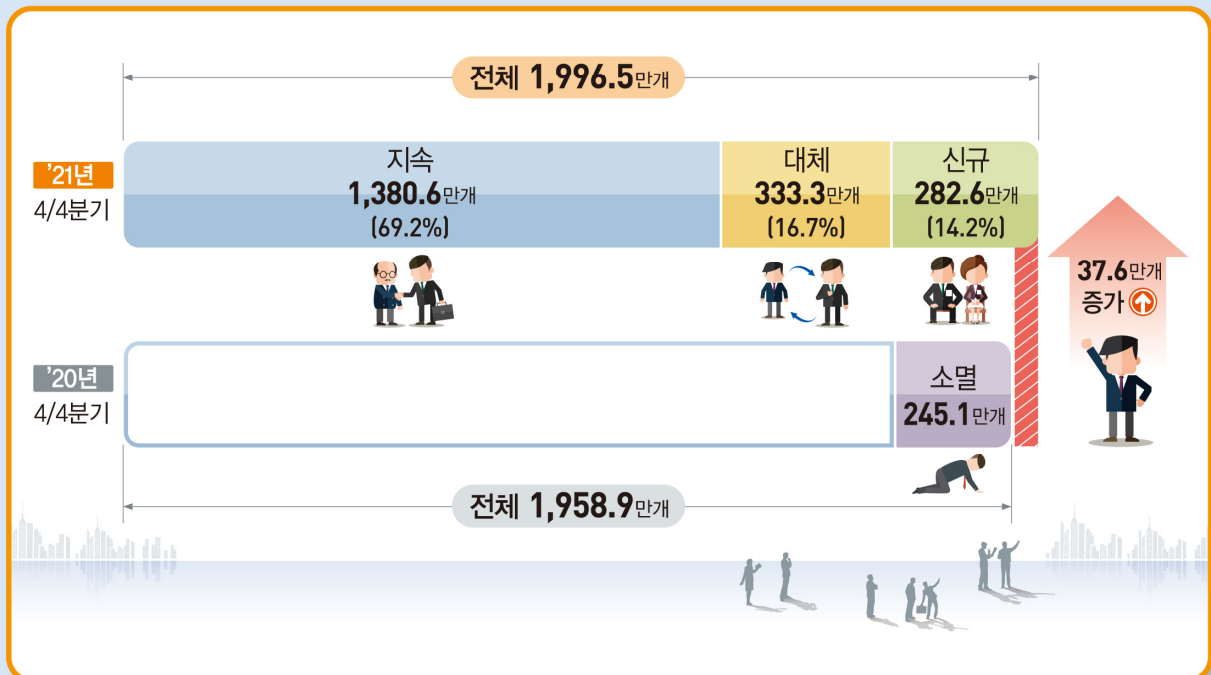 전체 1,996.5만개
'21년
4/4분기
지속
1,380.6만개
(69.2%)
대체
333.3만개
(16.7%)
신규
282.6만개
(14.2%)
37.6만개
증가
'20년
4/4분기
소멸
245.1만개
전체 1,958.9만개